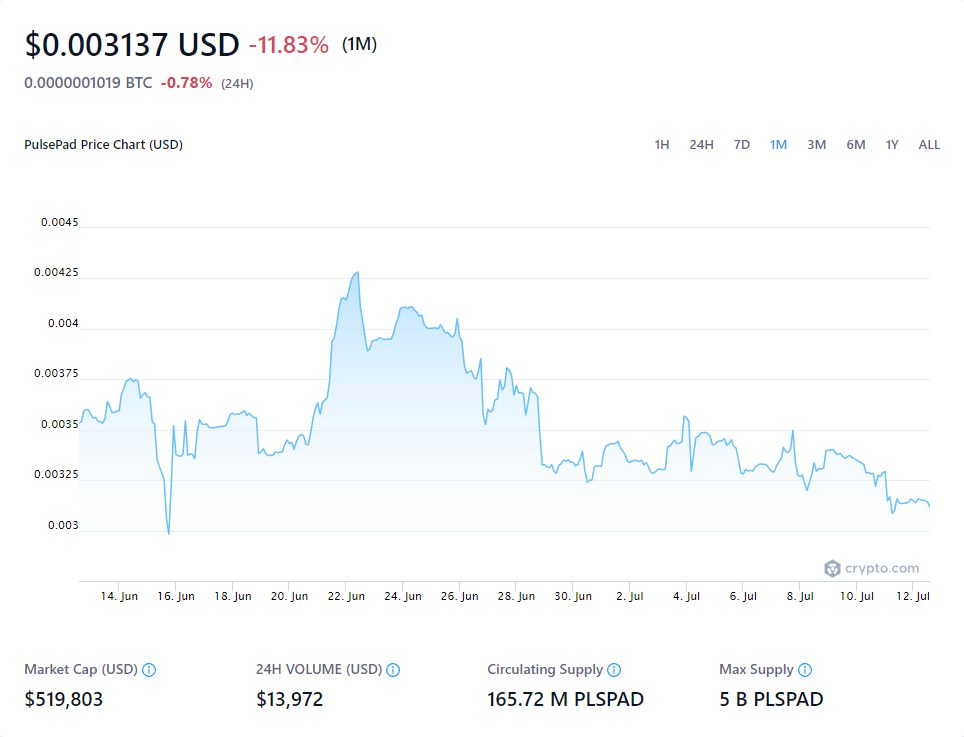 $0.003137 USD -11.83% (1M)
0.0000001019 BTC -0.78% (24H)
PulsePad Price Chart (USD) 1H 24H 7D 1M 3M 6M 1Y ALL
0.0045
0.00425
0.004
0.00375
0.0035
0.00325
0.003
crypto.com
14. Jun 16. Jun 18. Jun 20. Jun 22. Jun 24. Jun 26. Jun 28. Jun 30. Jun 2. Jul 4. Jul 6. Jul 8. Jul 10. Jul 12. Jul
Market Cap (USD) 24H VOLUME (USD) Circulating Supply Max Supply
$519,803 $13,972 165.72 M PLSPAD 5 B PLSPAD